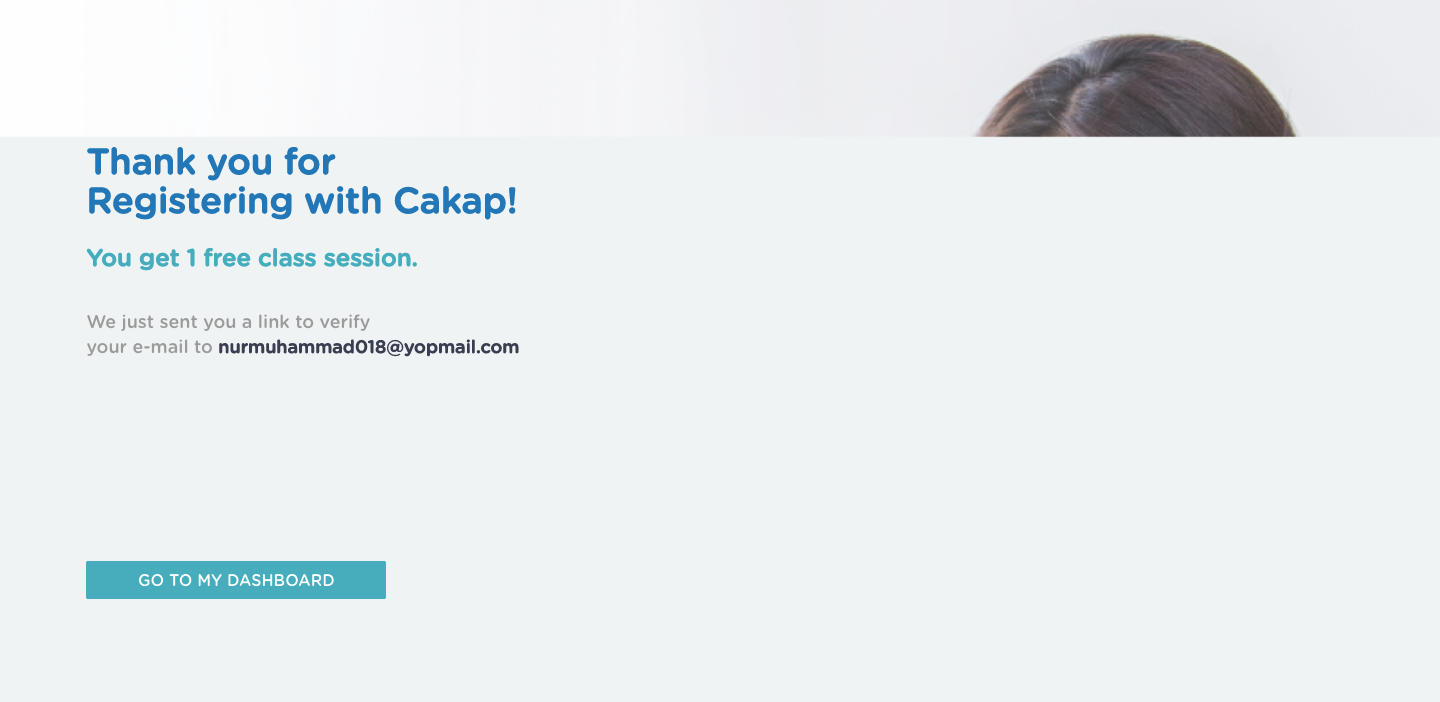 Thank you for
Registering with Cakap!
You get 1 free class session.
We just sent you a link to verify
your e-mail to nurmuhammad018@yopmail.com
GO TO MY DASHBOARD